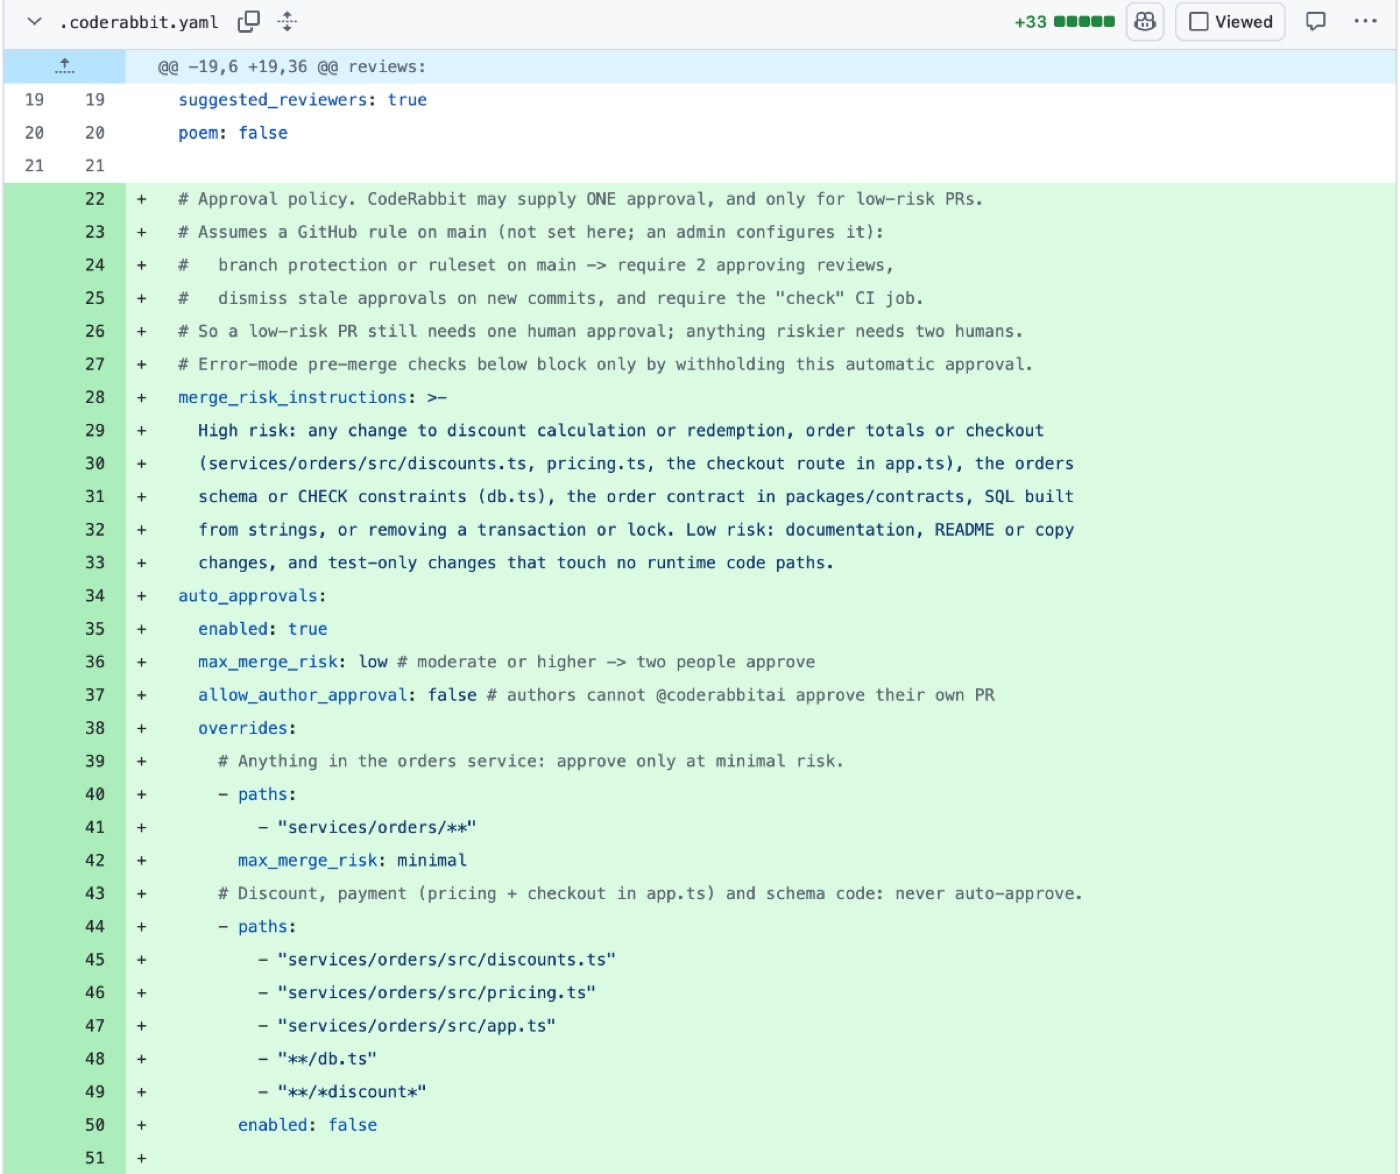 .coderabbit.yaml +33 Viewed
@@ -19,6 +19,36 @@ reviews:
19 19 suggested_reviewers: true
20 20 poem: false
21 21
22 + # Approval policy. CodeRabbit may supply ONE approval, and only for low-risk PRs.
23 + # Assumes a GitHub rule on main (not set here; an admin configures it):
24 + #   branch protection or ruleset on main -> require 2 approving reviews,
25 + #   dismiss stale approvals on new commits, and require the "check" CI job.
26 + # So a low-risk PR still needs one human approval; anything riskier needs two humans.
27 + # Error-mode pre-merge checks below block only by withholding this automatic approval.
28 + merge_risk_instructions: >-
29 +   High risk: any change to discount calculation or redemption, order totals or checkout
30 +   (services/orders/src/discounts.ts, pricing.ts, the checkout route in app.ts), the orders
31 +   schema or CHECK constraints (db.ts), the order contract in packages/contracts, SQL built
32 +   from strings, or removing a transaction or lock. Low risk: documentation, README or copy
33 +   changes, and test-only changes that touch no runtime code paths.
34 + auto_approvals:
35 +   enabled: true
36 +   max_merge_risk: low # moderate or higher -> two people approve
37 +   allow_author_approval: false # authors cannot @coderabbitai approve their own PR
38 +   overrides:
39 +     # Anything in the orders service: approve only at minimal risk.
40 +     - paths:
41 +         - "services/orders/**"
42 +       max_merge_risk: minimal
43 +     # Discount, payment (pricing + checkout in app.ts) and schema code: never auto-approve.
44 +     - paths:
45 +         - "services/orders/src/discounts.ts"
46 +         - "services/orders/src/pricing.ts"
47 +         - "services/orders/src/app.ts"
48 +         - "**/db.ts"
49 +         - "**/*discount*"
50 +       enabled: false
51 +